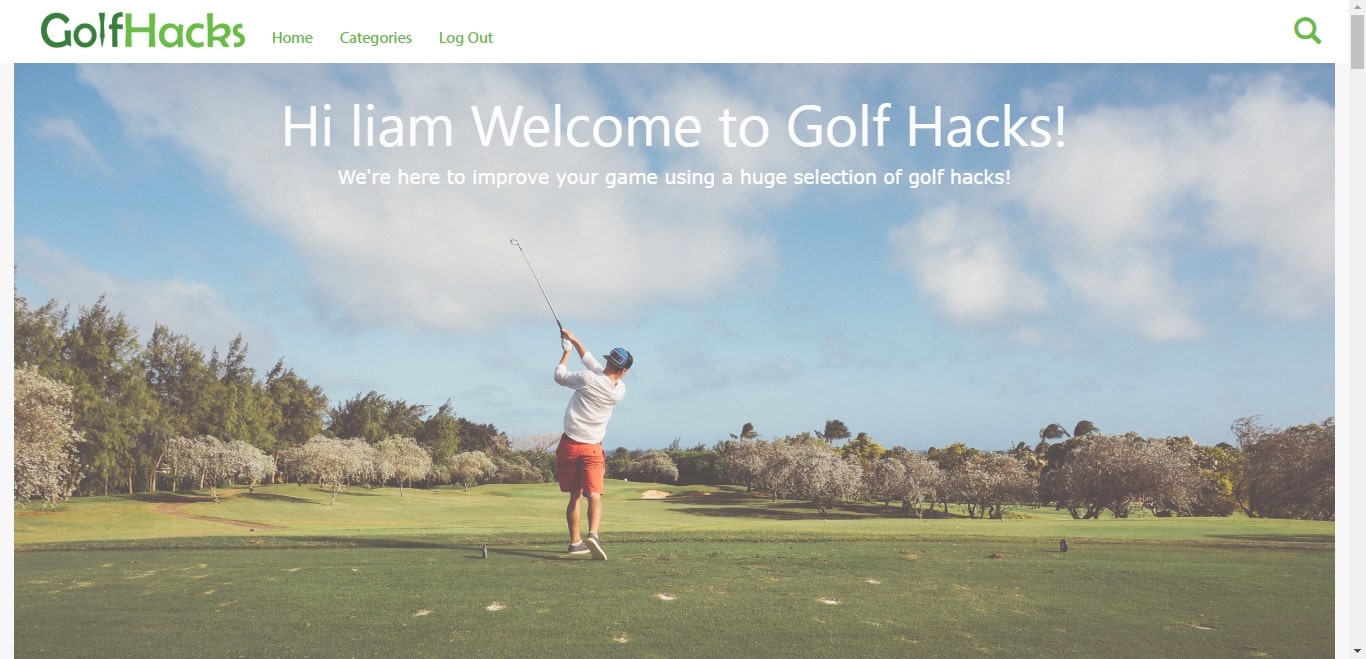 GolfHacks Home Categories Log Out
Hi liam Welcome to Golf Hacks!
We're here to improve your game using a huge selection of golf hacks!